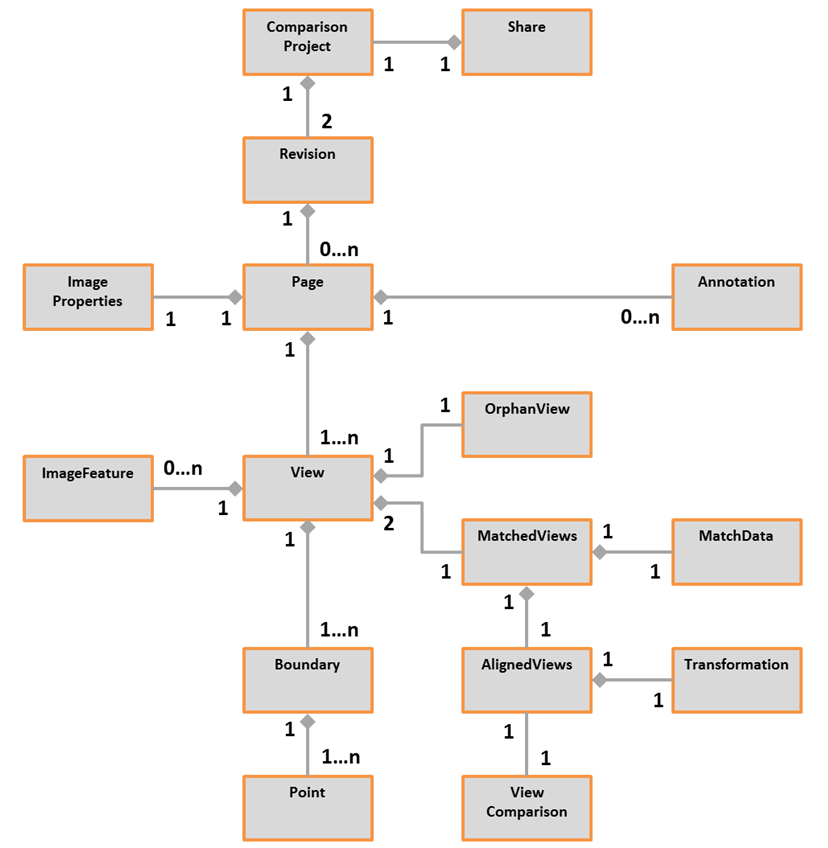 Comparison
Project
Share
1
1
1
2
Revision
1
0...n
Image
Properties
Page
Annotation
1
1
1
0...n
1
1...n
OrphanView
1
1
ImageFeature
0...n
1
View
2
1
MatchedViews
1
1
MatchData
1
1
1
1...n
Boundary
AlignedViews
1
1
Transformation
1
1...n
1
1
Point
View
Comparison